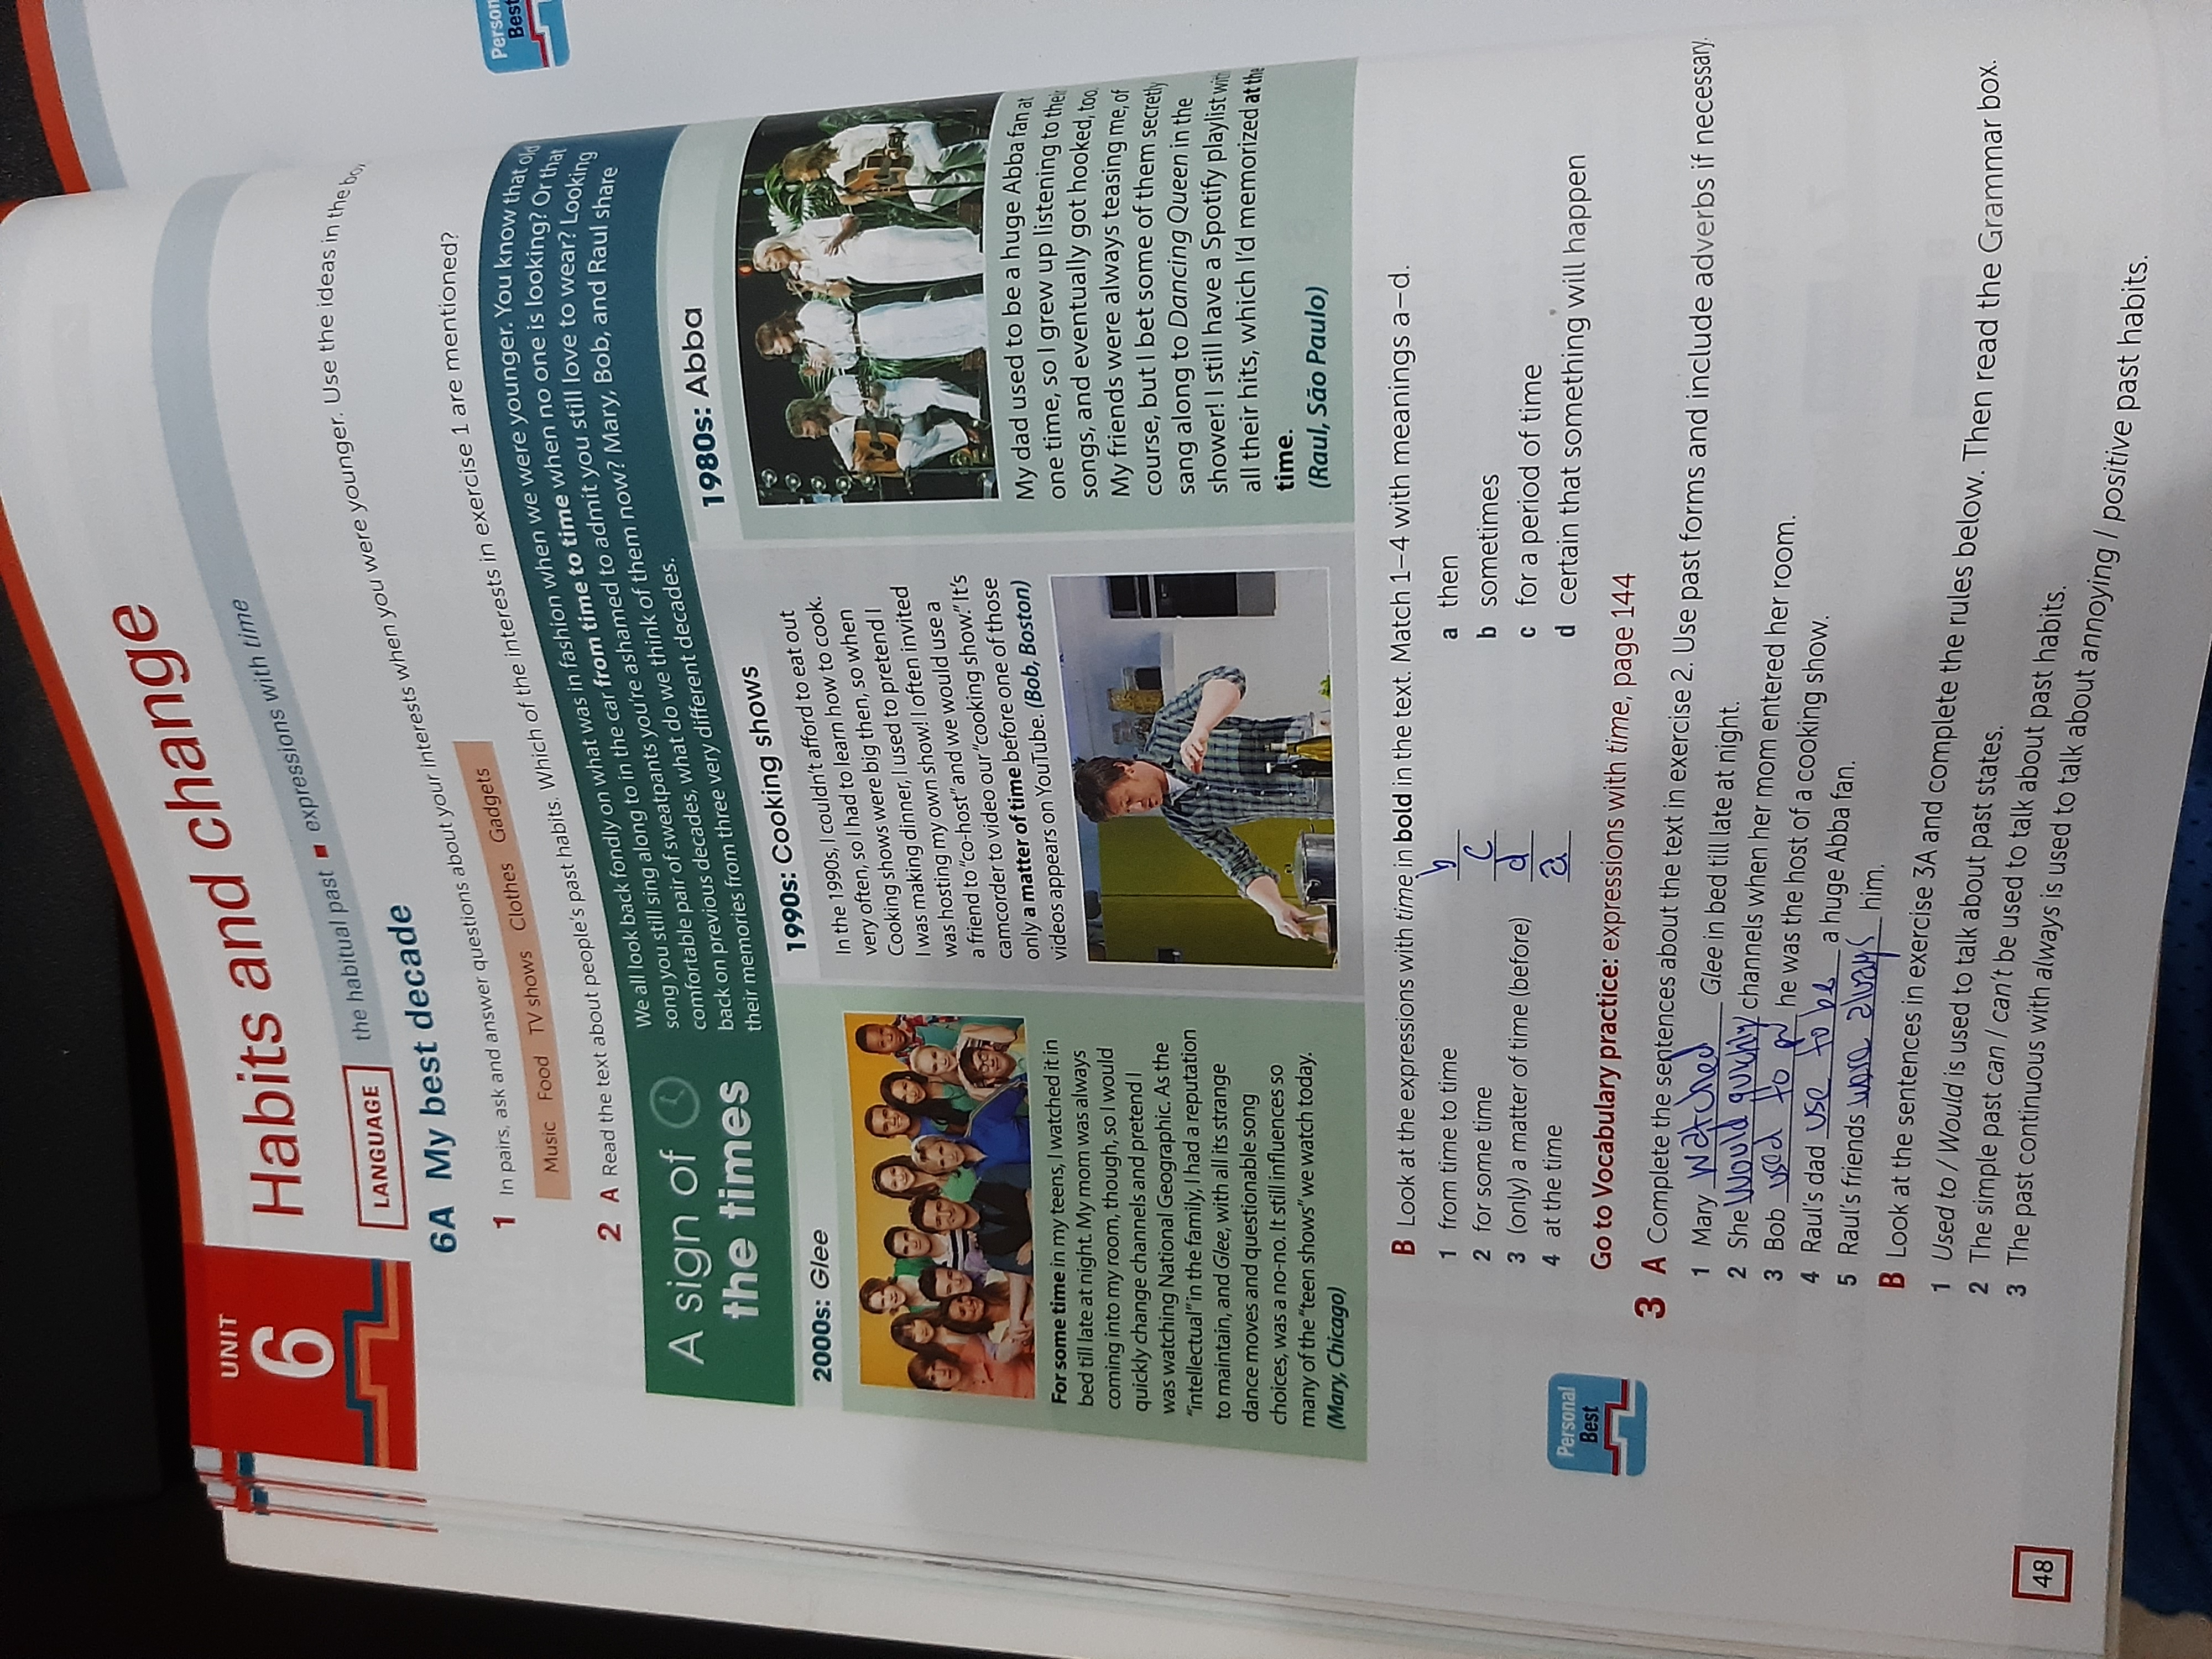 UNIT
6
Habits and change
LANGUAGE the habitual past ■ expressions with time
6A My best decade
1 In pairs, ask and answer questions about your interests when you were younger. Use the ideas in the
Music Food TV shows Clothes Gadgets
2 A Read the text about people's past habits. Which of the interests in exercise 1 are mentioned?
A sign of
the times
We all look back fondly on what was in fashion when we were younger. You know that old
song you still sing along to in the car from time to time when no one is looking? Or that
comfortable pair of sweatpants you're ashamed to admit you still love to wear? Looking
back on previous decades, what do we think of them now? Mary, Bob, and Raul share
their memories from three very different decades.
2000s: Glee
For some time in my teens, I watched it in
bed till late at night. My mom was always
coming into my room, though, so I would
quickly change channels and pretend I
was watching National Geographic. As the
"intellectual" in the family, I had a reputation
to maintain, and Glee, with all its strange
dance moves and questionable song
choices, was a no-no. It still influences so
many of the "teen shows" we watch today.
(Mary, Chicago)
1990s: Cooking shows
In the 1990s, I couldn't afford to eat out
very often, so I had to learn how to cook.
Cooking shows were big then, so when
I was making dinner, I used to pretend I
was hosting my own show! I often invited
a friend to "co-host" and we would use a
camcorder to video our "cooking show." It's
only a matter of time before one of those
videos appears on YouTube. (Bob, Boston)
1980s: Abba
My dad used to be a huge Abba fan at
one time, so I grew up listening to their
songs, and eventually got hooked, too.
My friends were always teasing me, of
course, but I bet some of them secretly
sang along to Dancing Queen in the
shower! I still have a Spotify playlist with
all their hits, which I'd memorized at the
time.
(Raul, São Paulo)
B Look at the expressions with time in bold in the text. Match 1–4 with meanings a–d.
1 from time to time b a then
2 for some time c b sometimes
3 (only) a matter of time (before) d c for a period of time
4 at the time a d certain that something will happen
Personal
Best
Go to Vocabulary practice: expressions with time, page 144
3 A Complete the sentences about the text in exercise 2. Use past forms and include adverbs if necessary.
1 Mary watched Glee in bed till late at night.
2 She Would quickly channels when her mom entered her room.
3 Bob used to he was the host of a cooking show.
4 Raul's dad use to be a huge Abba fan.
5 Raul's friends were always him.
B Look at the sentences in exercise 3A and complete the rules below. Then read the Grammar box.
1 Used to / Would is used to talk about past states.
2 The simple past can / can't be used to talk about past habits.
3 The past continuous with always is used to talk about annoying / positive past habits.
48
Person
Best